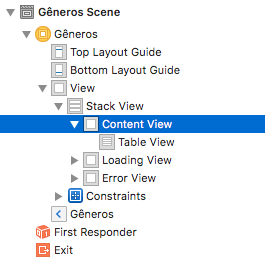 Gêneros Scene
Gêneros
Top Layout Guide
Bottom Layout Guide
View
Stack View
Content View
Table View
Loading View
Error View
Constraints
Gêneros
First Responder
Exit